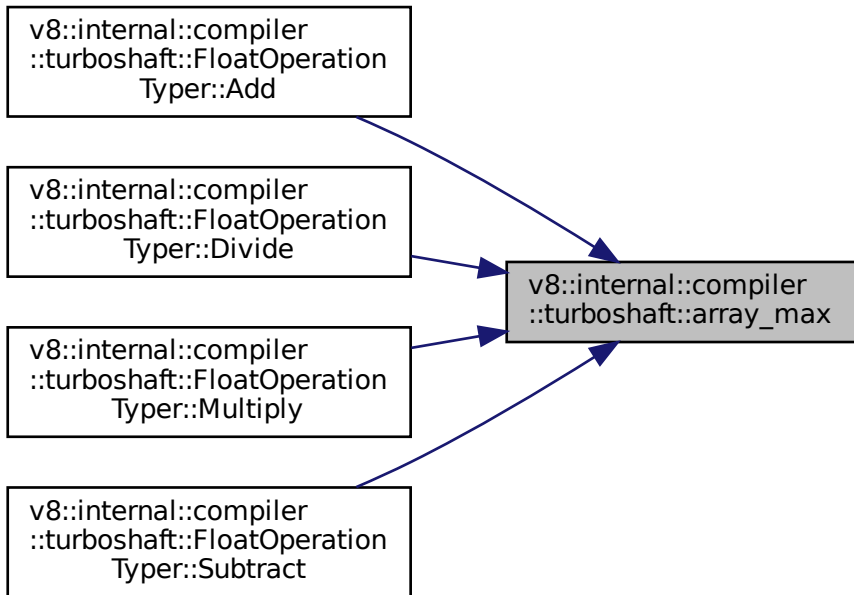 v8::internal::compiler
::turboshaft::FloatOperation
Typer::Add
v8::internal::compiler
::turboshaft::FloatOperation
Typer::Divide
v8::internal::compiler
::turboshaft::array_max
v8::internal::compiler
::turboshaft::FloatOperation
Typer::Multiply
v8::internal::compiler
::turboshaft::FloatOperation
Typer::Subtract